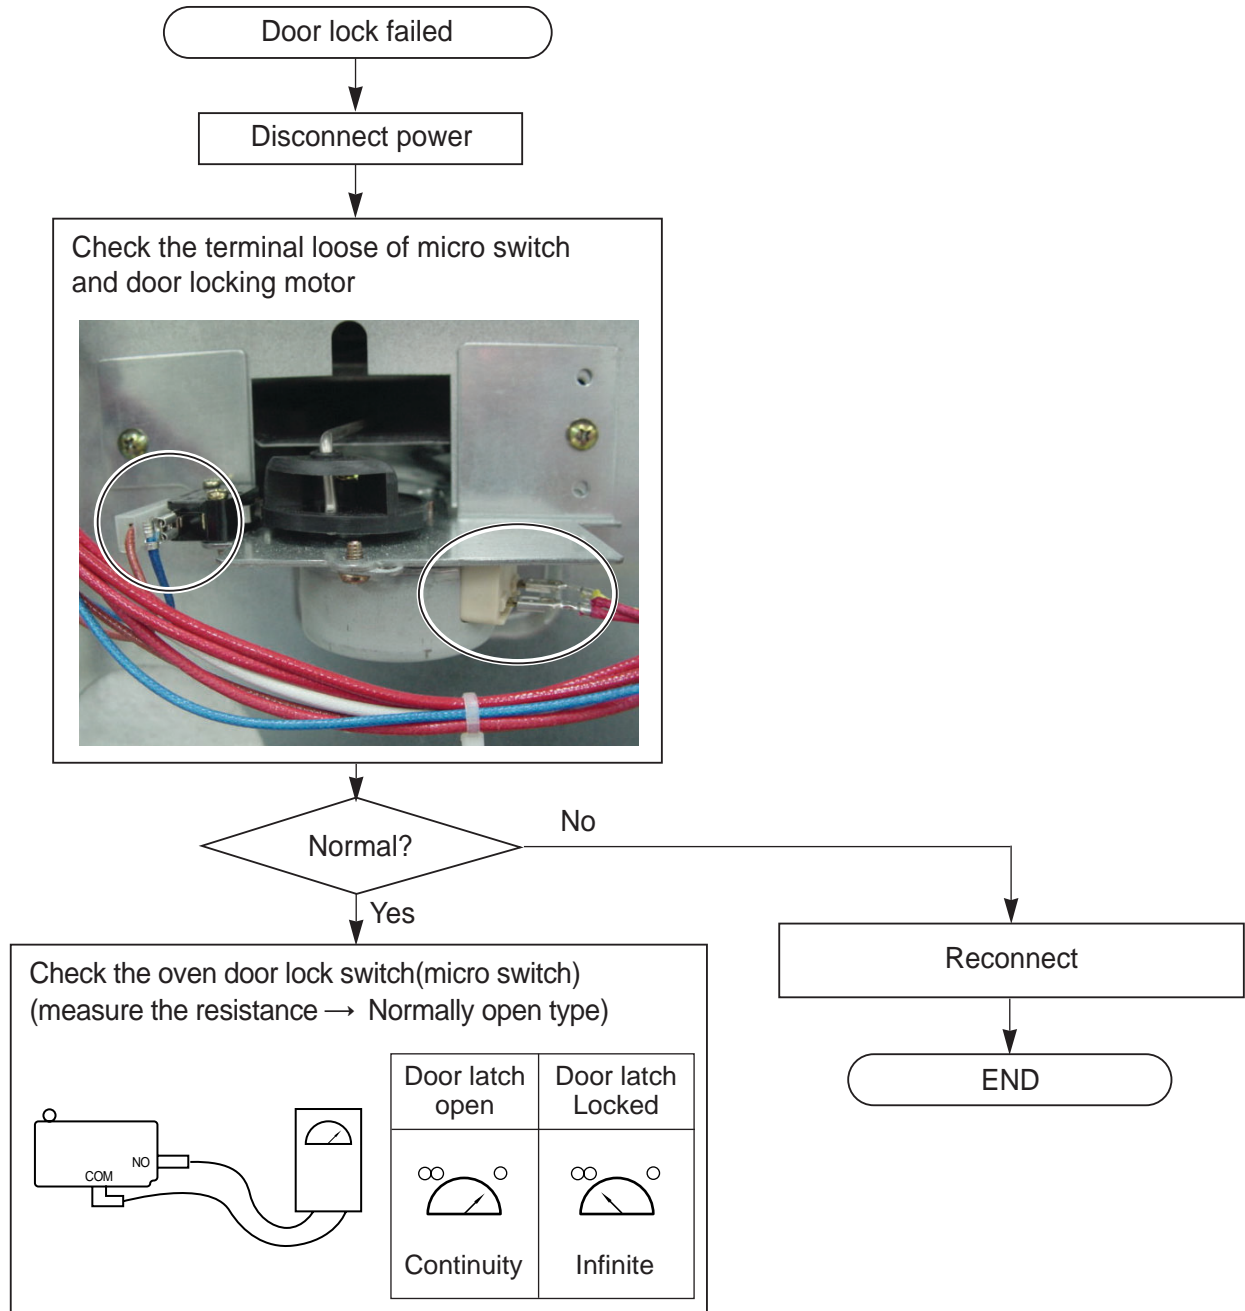 Door lock failed
Disconnect power
Check the terminal loose of micro switch
and door locking motor
Normal?
No
Yes
Reconnect
END
Check the oven door lock switch(micro switch)
(measure the resistance → Normally open type)
NO
COM
Door latch
open
Door latch
Locked
Continuity
Infinite